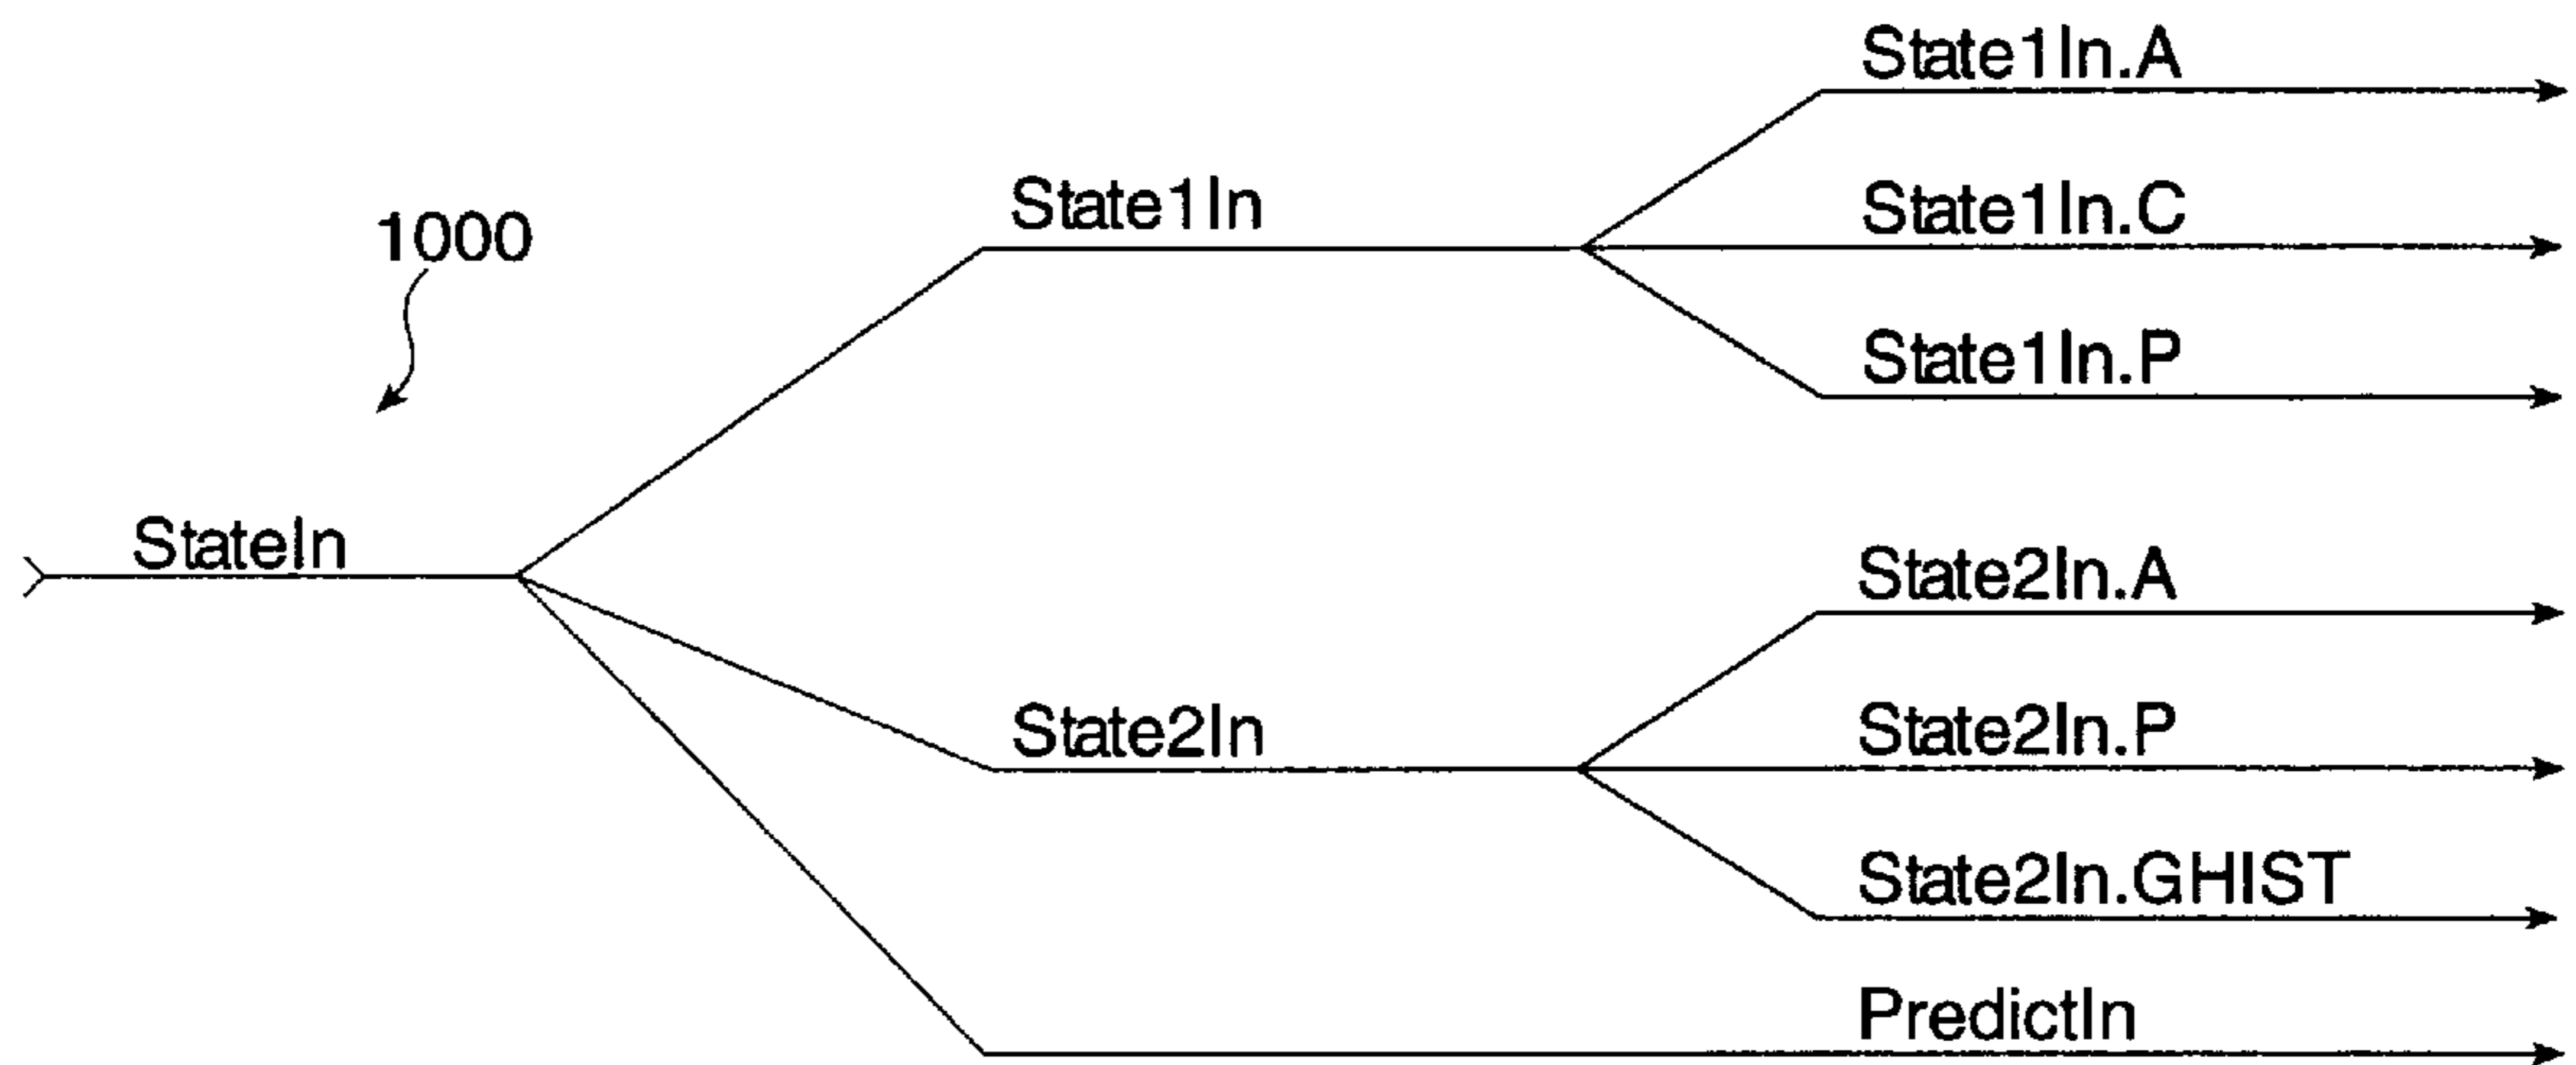 State1In.A
State1In
State1In.C
1000
State1In.P
StateIn
State2In.A
State2In
State2In.P
State2In.GHIST
PredictIn